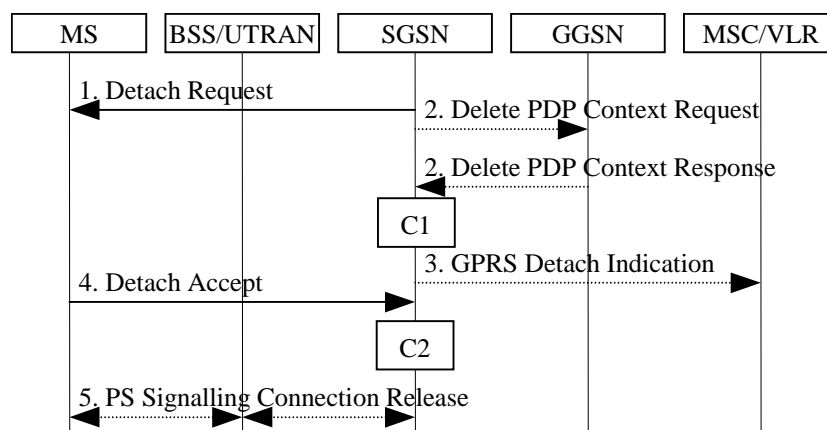 MS
BSS/UTRAN
SGSN
GGSN
MSC/VLR
1. Detach Request
2. Delete PDP Context Request
2. Delete PDP Context Response
C1
3. GPRS Detach Indication
4. Detach Accept
C2
5. PS Signalling Connection Release